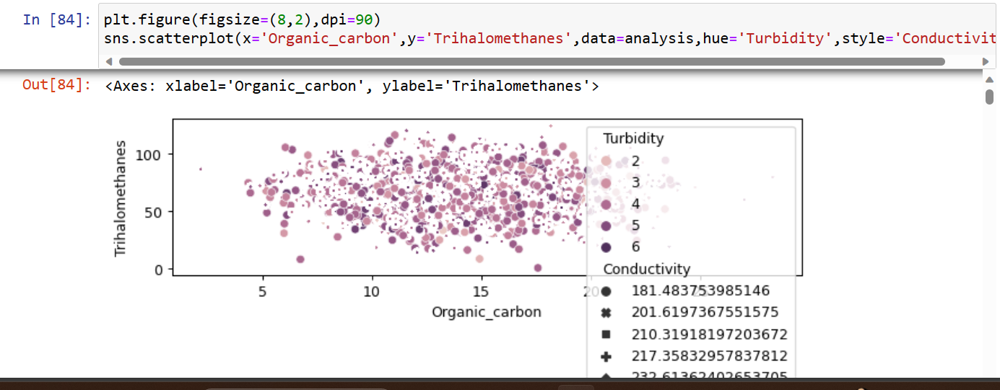 In [84]: plt.figure(figsize=(8,2),dpi=90)
sns.scatterplot(x='Organic_carbon',y='Trihalomethanes',data=analysis,hue='Turbidity',style='Conductivit
Out[84]: <Axes: xlabel='Organic_carbon', ylabel='Trihalomethanes'>
Trihalomethanes
100
50
0
5 10 15 20
Organic_carbon
Turbidity
2
3
4
5
6
Conductivity
181.483753985146
201.6197367551575
210.31918197203672
217.35832957837812
232.61362402653705